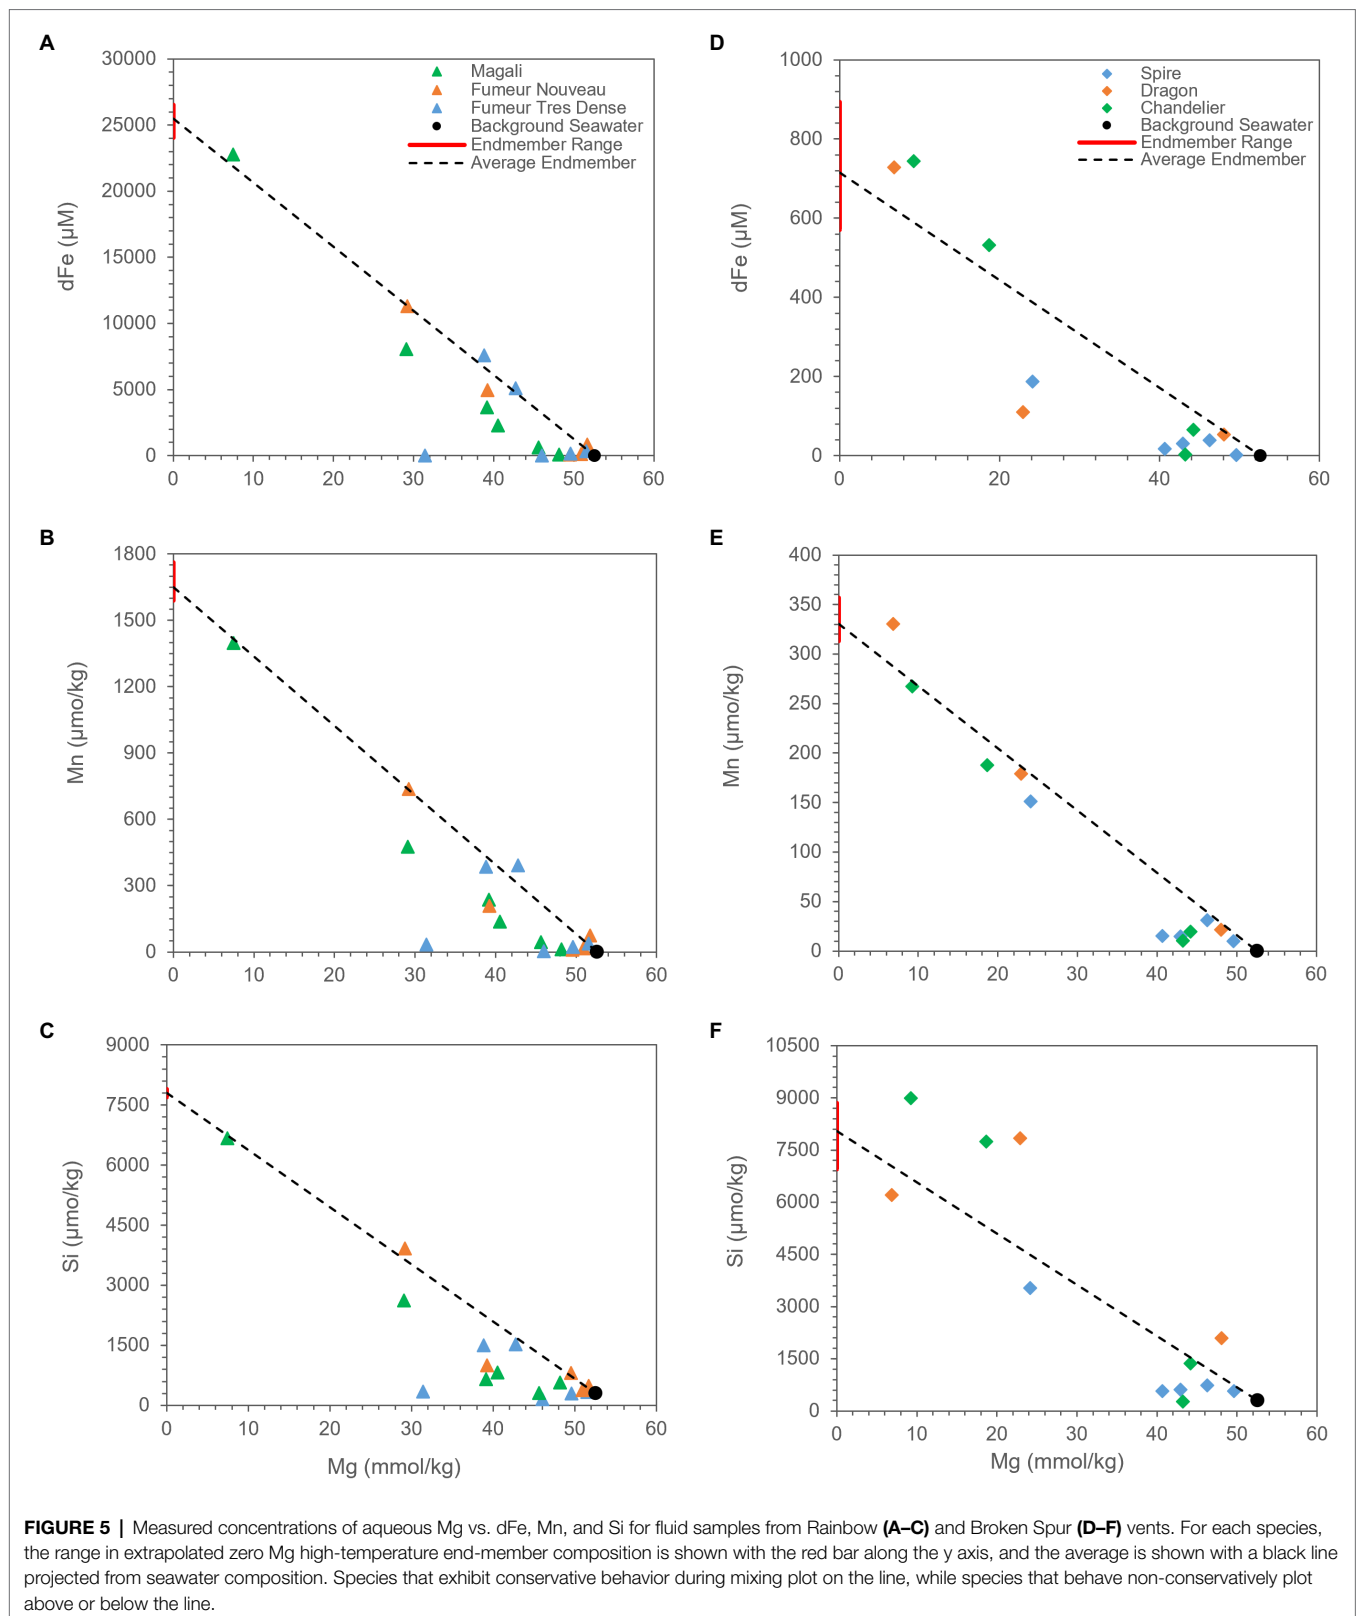 A
30000
25000
20000
15000
10000
5000
0
dFe (µM)
0 10 20 30 40 50 60
Magali
Fumeur Nouveau
Fumeur Tres Dense
Background Seawater
Endmember Range
Average Endmember
D
1000
800
600
400
200
0
dFe (µM)
0 20 40 60
Spire
Dragon
Chandelier
Background Seawater
Endmember Range
Average Endmember
B
1800
1500
1200
900
600
300
0
Mn (µmo/kg)
0 10 20 30 40 50 60
E
400
350
300
250
200
150
100
50
0
Mn (µmo/kg)
0 10 20 30 40 50 60
C
9000
7500
6000
4500
3000
1500
0
Si (µmo/kg)
0 10 20 30 40 50 60
Mg (mmol/kg)
F
10500
9000
7500
6000
4500
3000
1500
0
Si (µmo/kg)
0 10 20 30 40 50 60
Mg (mmol/kg)
FIGURE 5 | Measured concentrations of aqueous Mg vs. dFe, Mn, and Si for fluid samples from Rainbow (A–C) and Broken Spur (D–F) vents. For each species,
the range in extrapolated zero Mg high-temperature end-member composition is shown with the red bar along the y axis, and the average is shown with a black line
projected from seawater composition. Species that exhibit conservative behavior during mixing plot on the line, while species that behave non-conservatively plot
above or below the line.